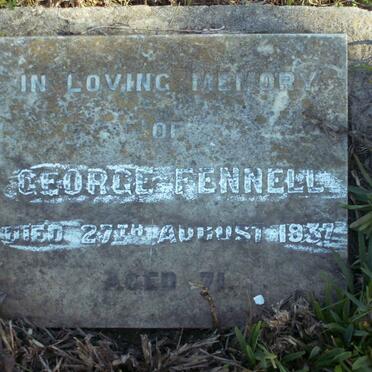 IN LOVING MEMORY
OF
GEORGE FENNELL
DIED 27TH AUGUST 1937
AGED 71.